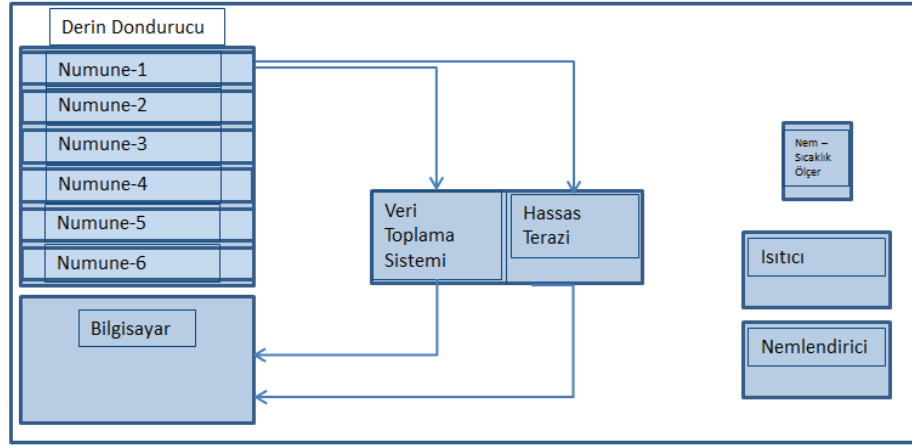 Derin Dondurucu
Numune-1
Numune-2
Numune-3
Numune-4
Numune-5
Numune-6
Bilgisayar
Veri
Toplama
Sistemi
Hassas
Terazi
Nem –
Sıcaklık
Ölçer
Isıtıcı
Nemlendirici